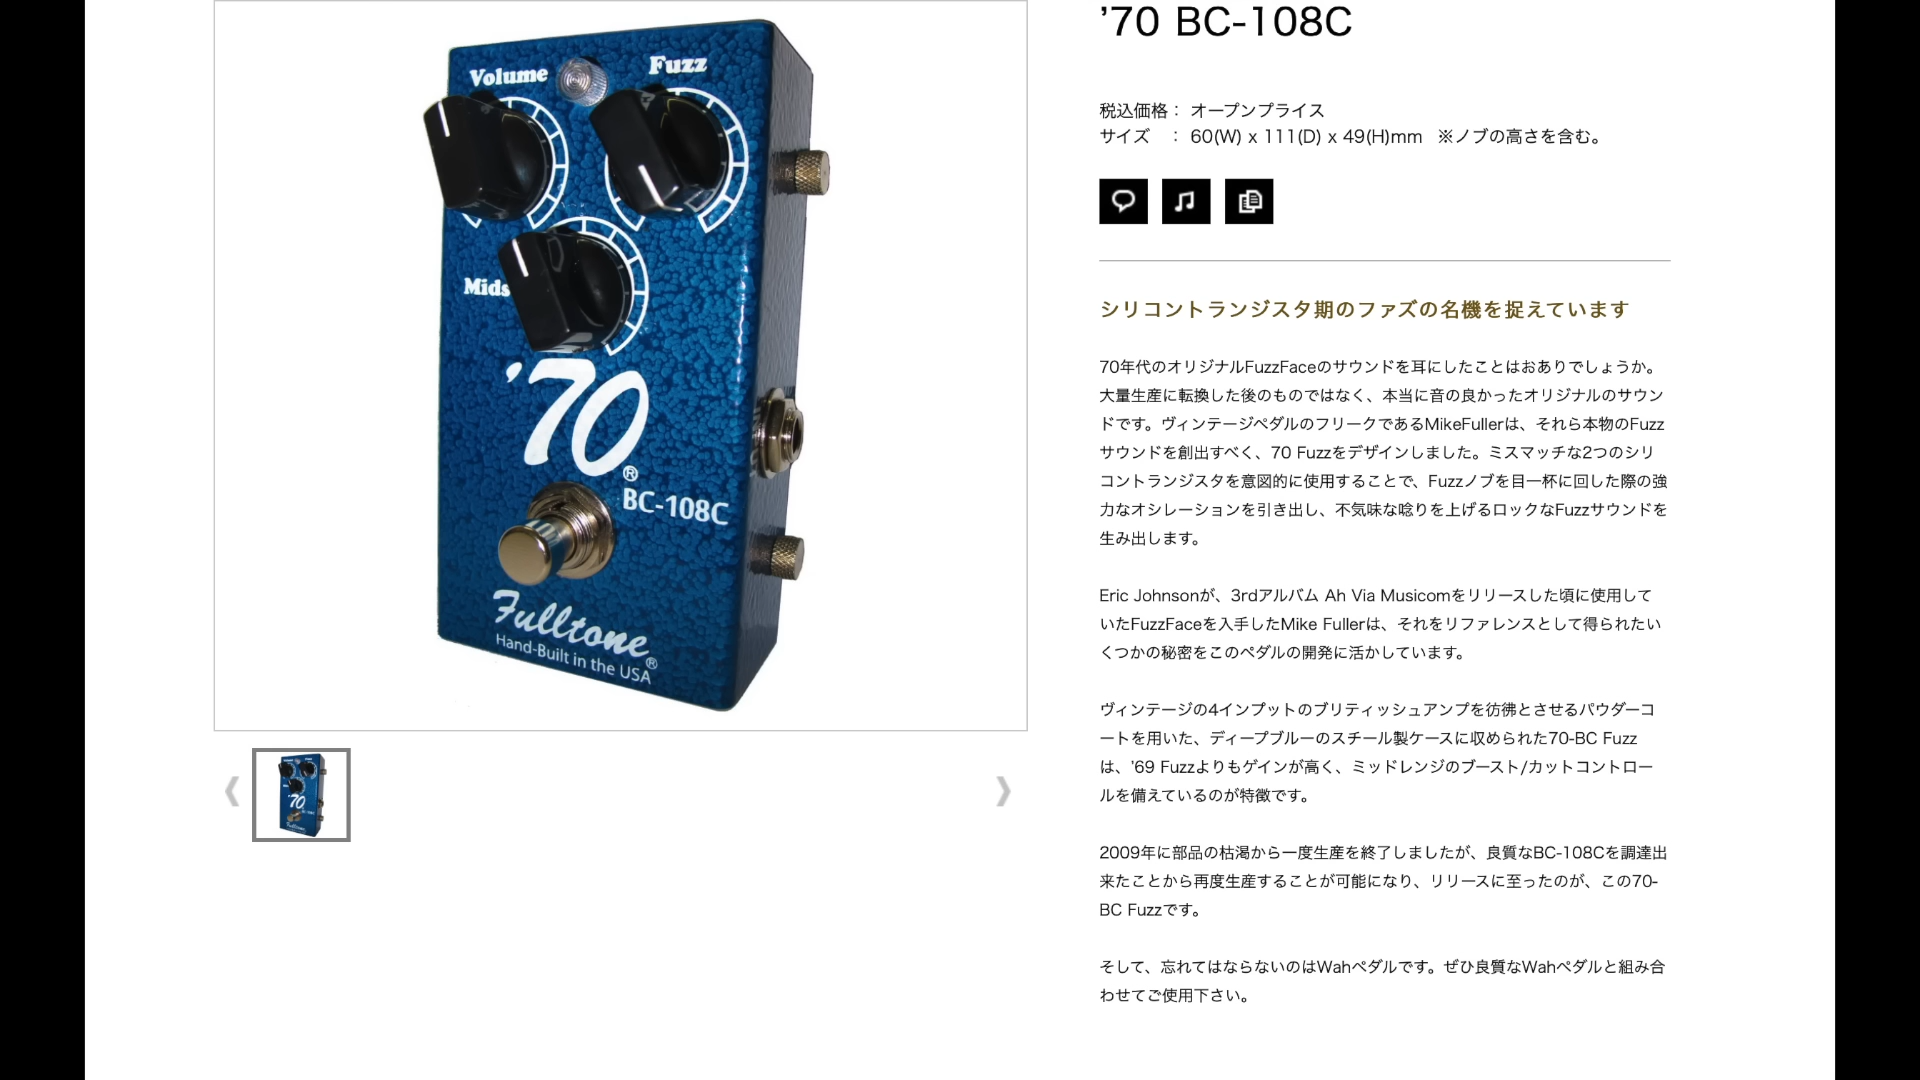 Volume
Fuzz
Mids
’70®
BC-108C
Fulltone®
Hand-Built in the USA
’70 BC-108C
税込価格： オープンプライス
サイズ ： 60(W) x 111(D) x 49(H)mm ※ノブの高さを含む。
シリコントランジスタ期のファズの名機を捉えています
70年代のオリジナルFuzzFaceのサウンドを耳にしたことはおありでしょうか。
大量生産に転換した後のものではなく、本当に音の良かったオリジナルのサウン
ドです。ヴィンテージペダルのフリークであるMikeFullerは、それら本物のFuzz
サウンドを創出すべく、70 Fuzzをデザインしました。ミスマッチな2つのシリ
コントランジスタを意図的に使用することで、Fuzzノブを目一杯に回した際の強
力なオシレーションを引き出し、不気味な唸りを上げるロックなFuzzサウンドを
生み出します。
Eric Johnsonが、3rdアルバム Ah Via Musicomをリリースした頃に使用して
いたFuzzFaceを入手したMike Fullerは、それをリファレンスとして得られたい
くつかの秘密をこのペダルの開発に活かしています。
ヴィンテージの4インプットのブリティッシュアンプを彷彿とさせるパウダーコ
ートを用いた、ディープブルーのスチール製ケースに収められた70-BC Fuzz
は、’69 Fuzzよりもゲインが高く、ミッドレンジのブースト/カットコントロー
ルを備えているのが特徴です。
2009年に部品の枯渇から一度生産を終了しましたが、良質なBC-108Cを調達出
来たことから再度生産することが可能になり、リリースに至ったのが、この70-
BC Fuzzです。
そして、忘れてはならないのはWahペダルです。ぜひ良質なWahペダルと組み合
わせてご使用下さい。